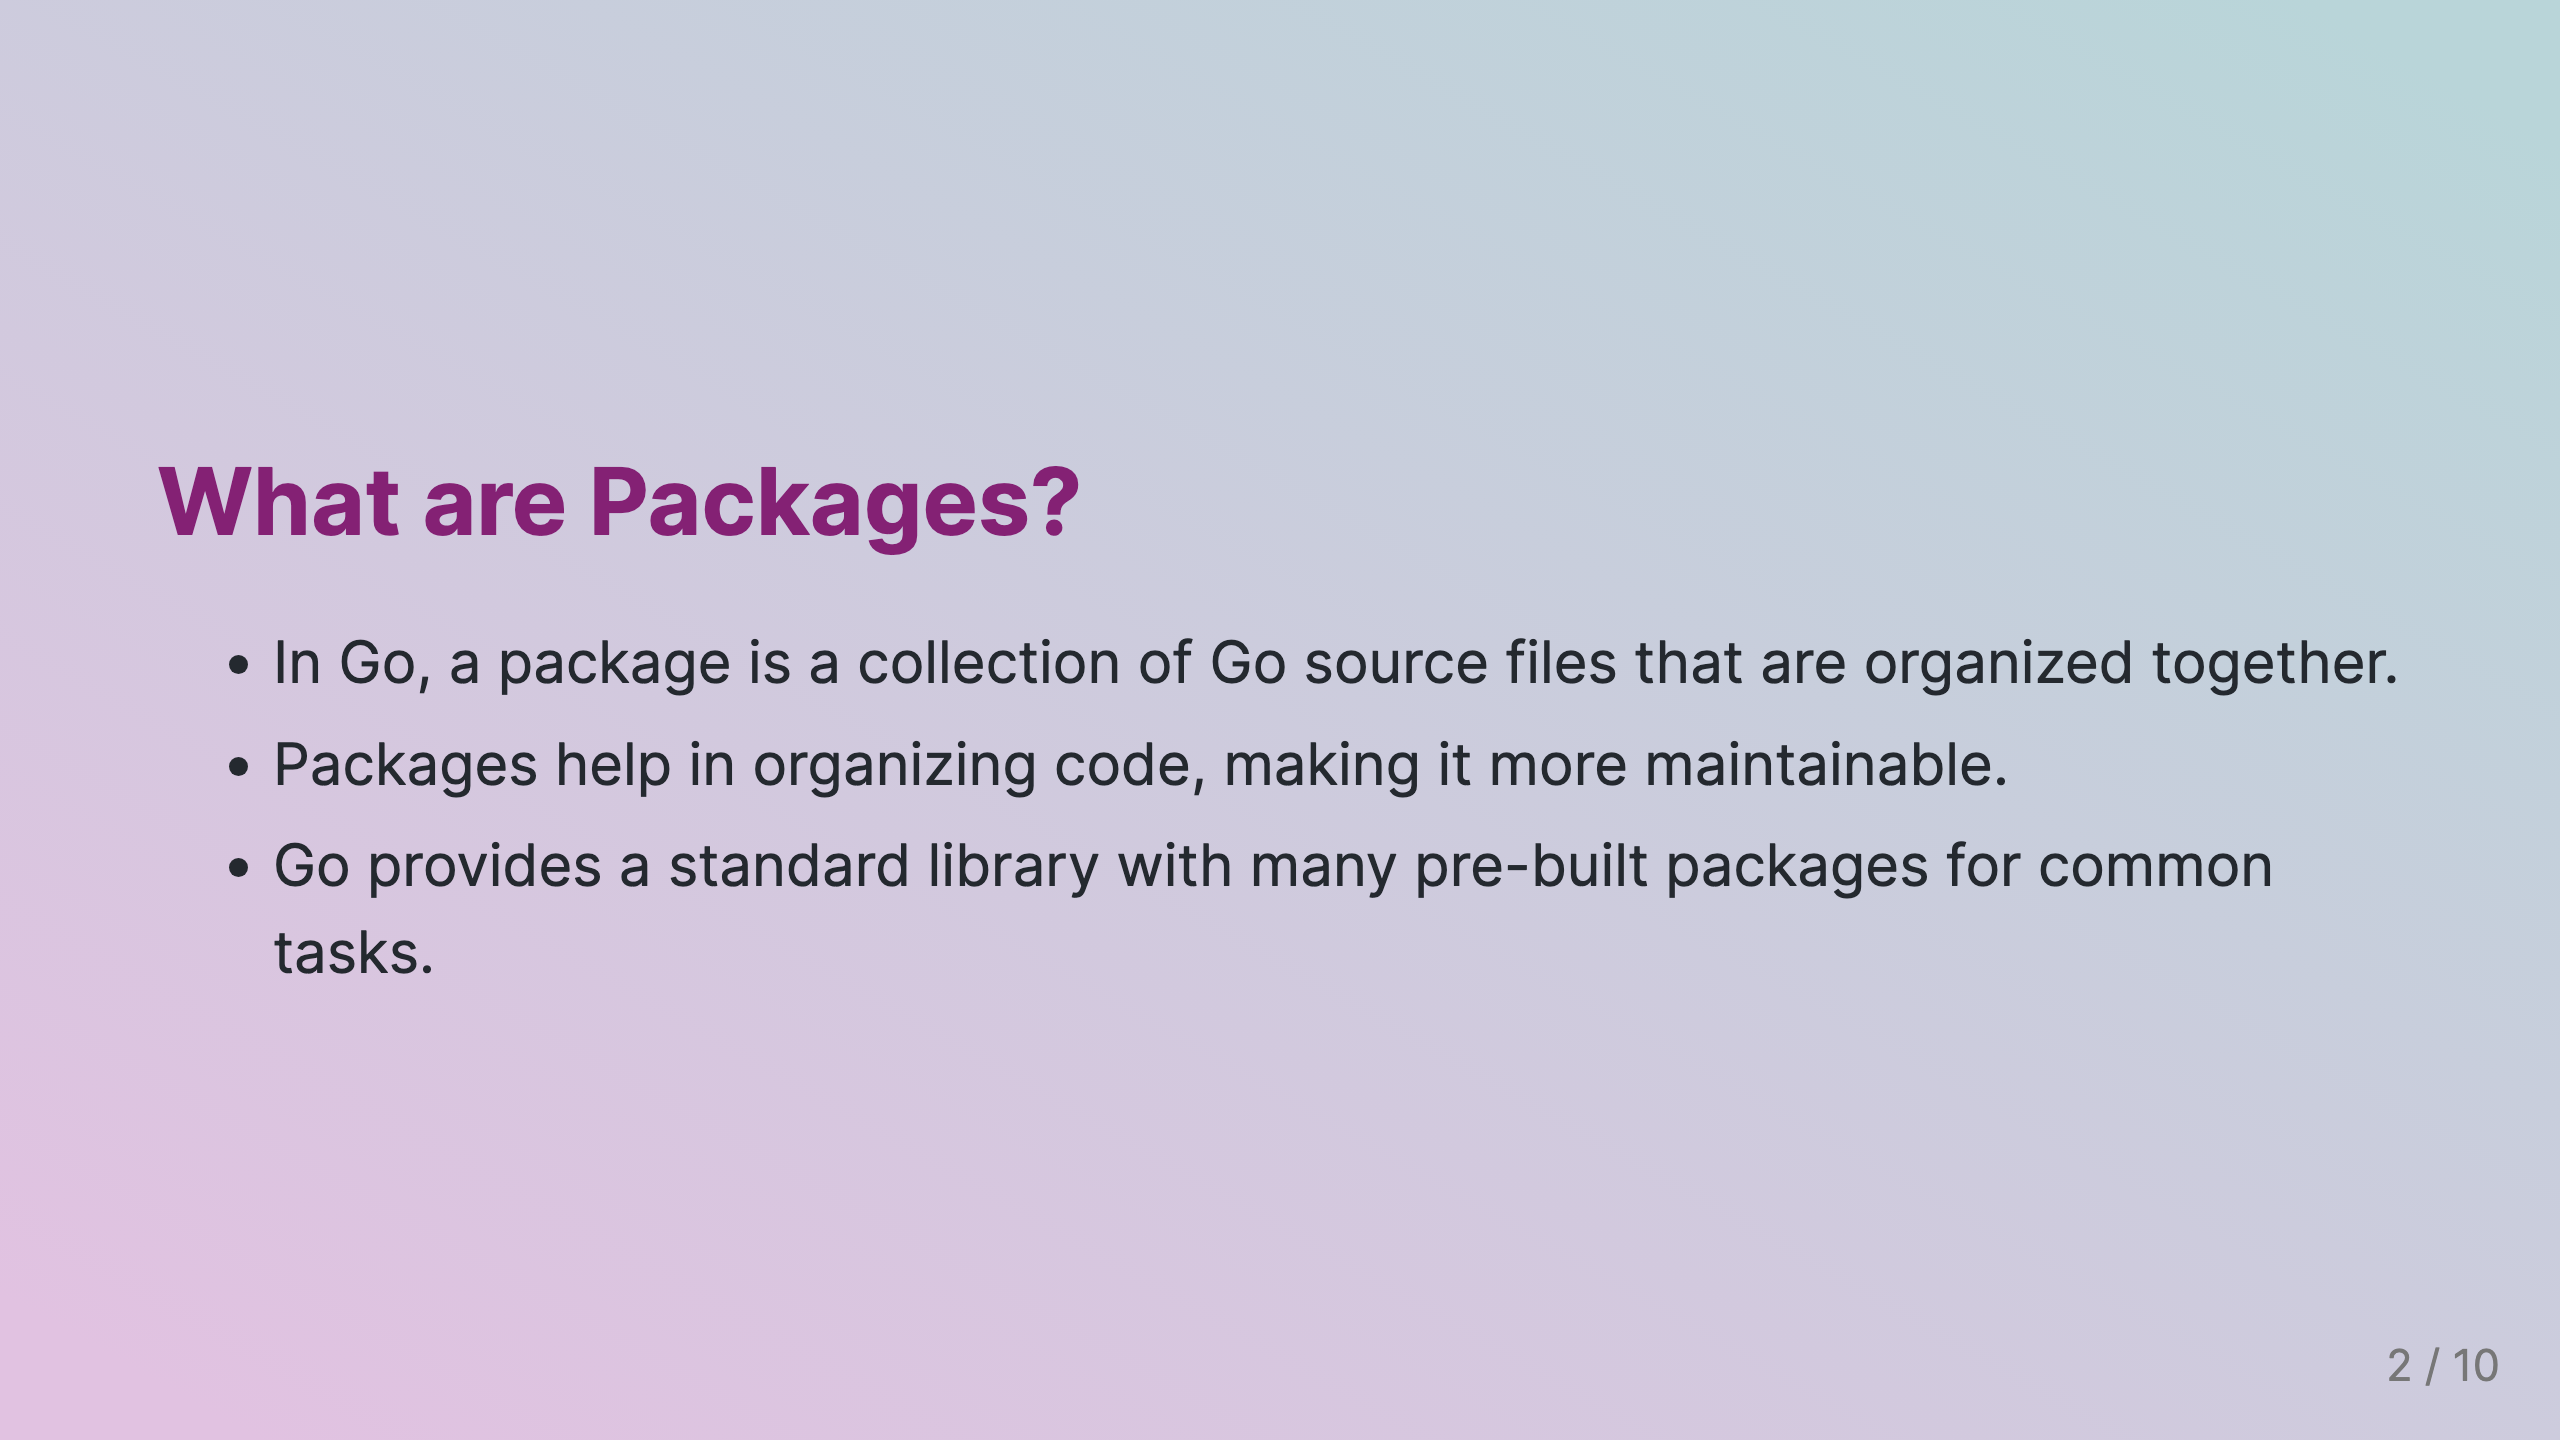 What are Packages?
• In Go, a package is a collection of Go source files that are organized together.
• Packages help in organizing code, making it more maintainable.
• Go provides a standard library with many pre-built packages for common
tasks.
2 / 10